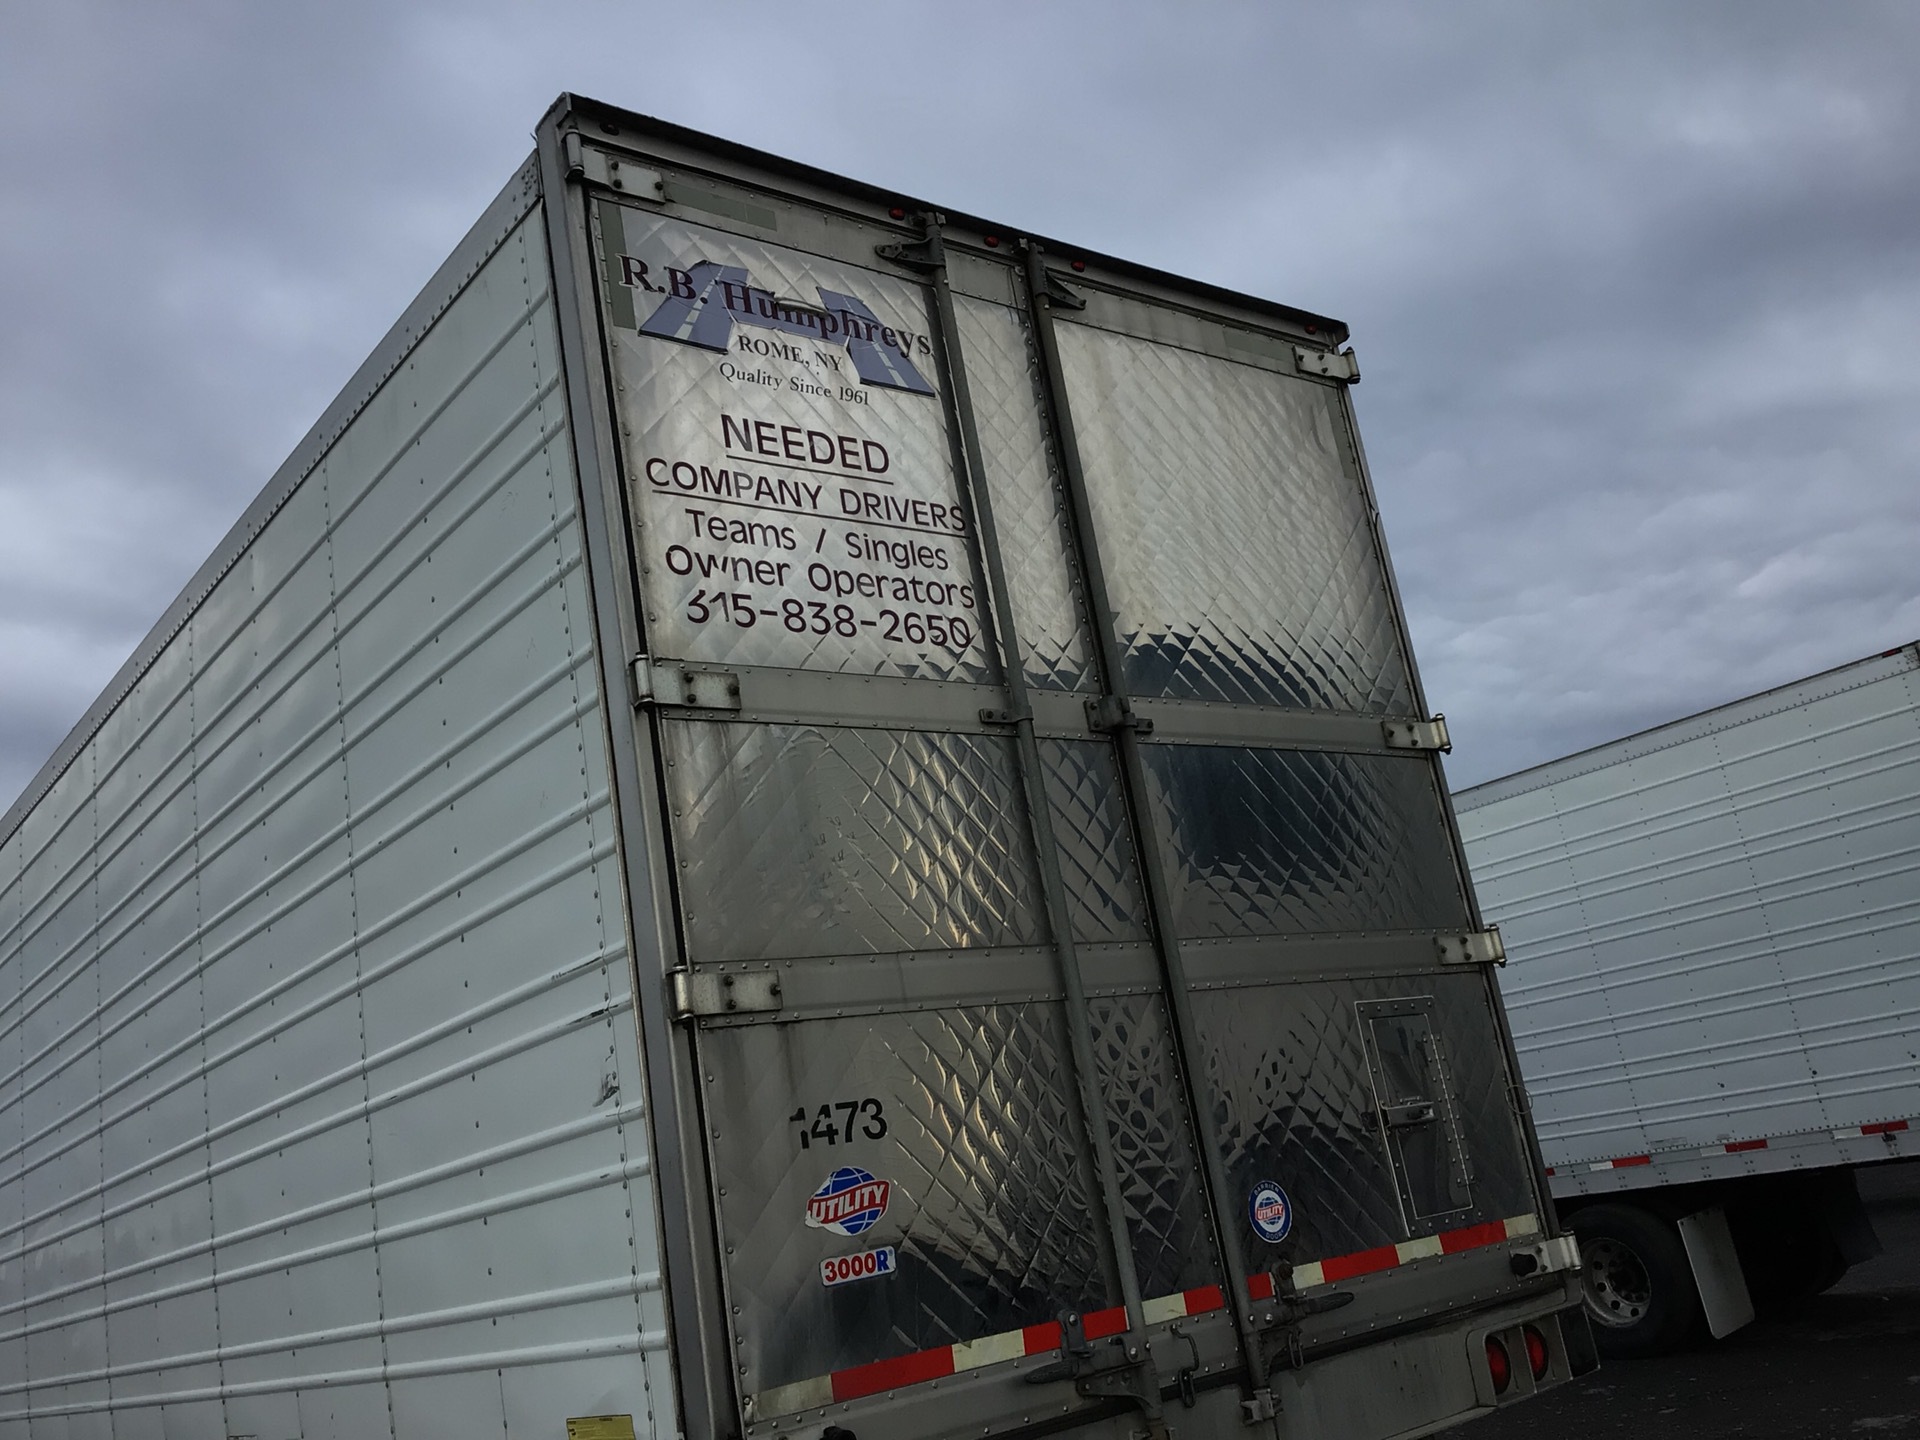 R.B. Humphreys
ROME, NY
Quality Since 1961
NEEDED
COMPANY DRIVERS
Teams / Singles
Owner Operators
315-838-2650
1473
UTILITY
3000R
UTILITY
DOOR